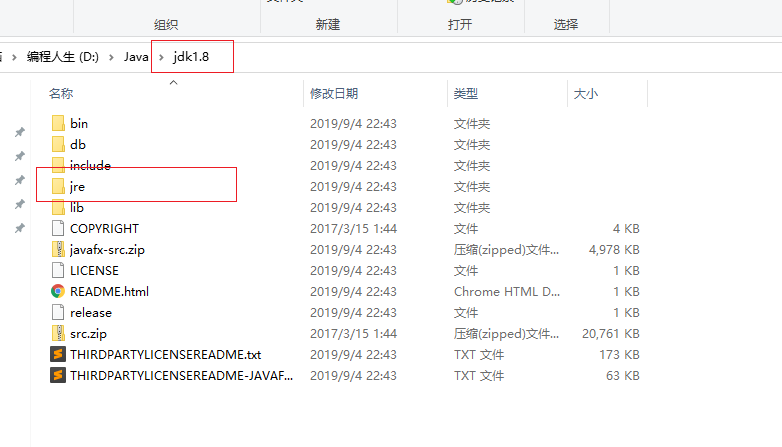 组织 新建 打开 选择
编程人生 (D:) > Java > jdk1.8
名称 修改日期 类型 大小
bin 2019/9/4 22:43 文件夹
db 2019/9/4 22:43 文件夹
include 2019/9/4 22:43 文件夹
jre 2019/9/4 22:43 文件夹
lib 2019/9/4 22:43 文件夹
COPYRIGHT 2017/3/15 1:44 文件 4 KB
javafx-src.zip 2019/9/4 22:43 压缩(zipped)文件... 4,978 KB
LICENSE 2019/9/4 22:43 文件 1 KB
README.html 2019/9/4 22:43 Chrome HTML D... 1 KB
release 2019/9/4 22:43 文件 1 KB
src.zip 2017/3/15 1:44 压缩(zipped)文件... 20,761 KB
THIRDPARTYLICENSEREADME.txt 2019/9/4 22:43 TXT 文件 173 KB
THIRDPARTYLICENSEREADME-JAVAF... 2019/9/4 22:43 TXT 文件 63 KB